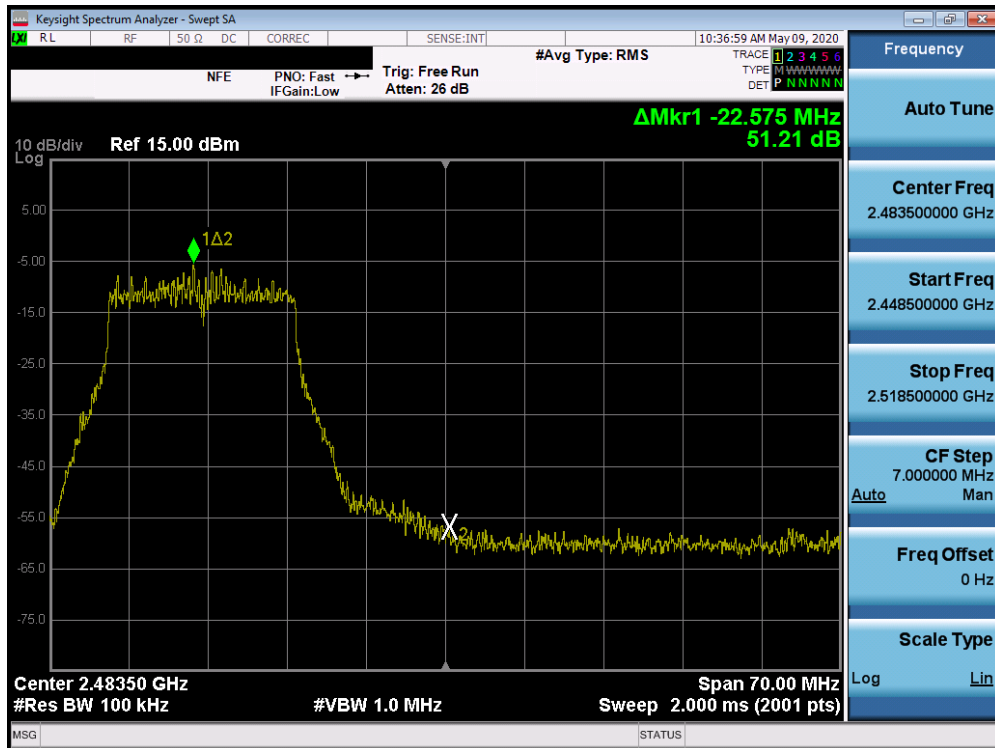 Keysight Spectrum Analyzer - Swept SA
LXI RL RF 50 Ω DC CORREC SENSE:INT 10:36:59 AM May 09, 2020
#Avg Type: RMS TRACE 1 2 3 4 5 6
NFE PNO: Fast Trig: Free Run TYPE M W W W W W
IFGain:Low Atten: 26 dB DET P N N N N N
Frequency
ΔMkr1 -22.575 MHz
51.21 dB
10 dB/div Ref 15.00 dBm
Log
5.00
-5.00
-15.0
-25.0
-35.0
-45.0
-55.0
-65.0
-75.0
1Δ2
X2
Center 2.48350 GHz Span 70.00 MHz
#Res BW 100 kHz #VBW 1.0 MHz Sweep 2.000 ms (2001 pts)
Auto Tune
Center Freq
2.483500000 GHz
Start Freq
2.448500000 GHz
Stop Freq
2.518500000 GHz
CF Step
7.000000 MHz
Auto Man
Freq Offset
0 Hz
Scale Type
Log Lin
MSG STATUS